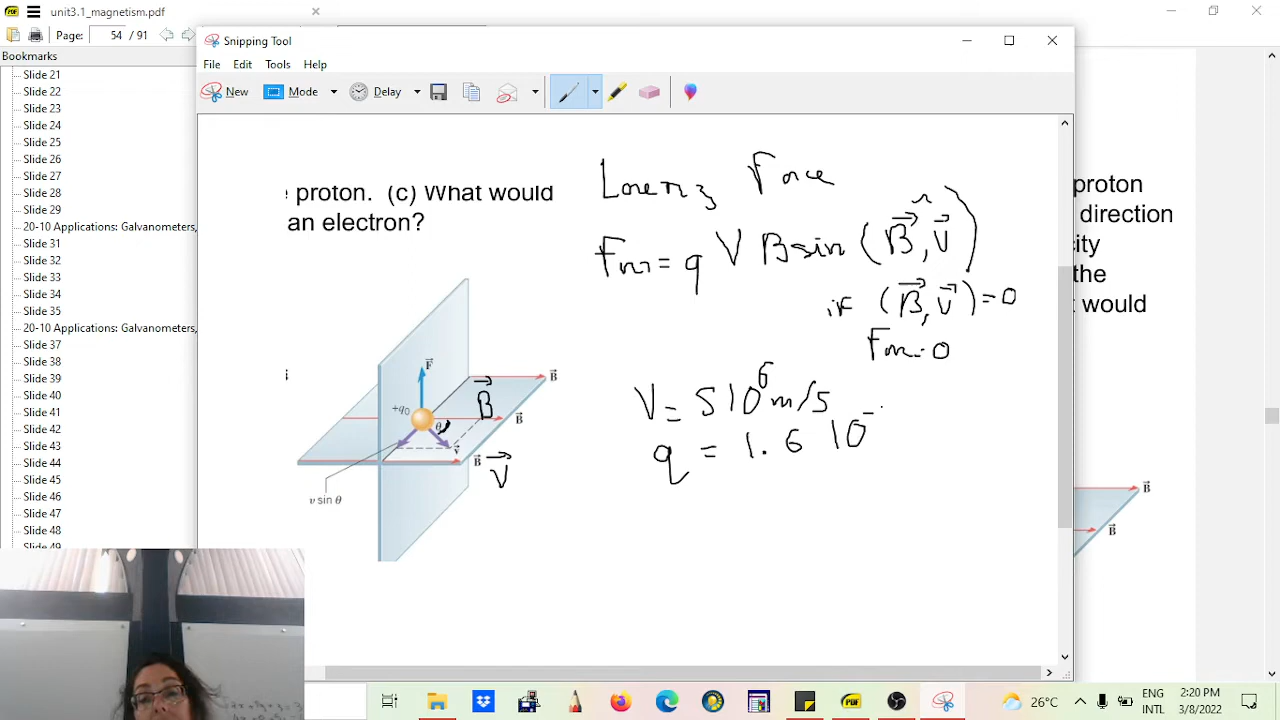 unit3.1_magnetism.pdf
Page: 54 / 91
Bookmarks
Slide 21
Slide 22
Slide 23
Slide 24
Slide 25
Slide 26
Slide 27
Slide 28
Slide 29
20-10 Applications: Galvanometers,
Slide 31
Slide 32
Slide 33
Slide 34
Slide 35
20-10 Applications: Galvanometers,
Slide 37
Slide 38
Slide 39
Slide 40
Slide 41
Slide 42
Slide 43
Slide 44
Slide 45
Slide 46
Slide 47
Slide 48
Slide 49
Snipping Tool
File Edit Tools Help
New Mode Delay
proton. (c) What would
an electron?
F
B
+q0
B
θ
B
v
B
V
v sin θ
Lorentz Force
Fm = q V B sin (B, V)
if (B, V) = 0
Fm = 0
V = 5 10^6 m/s
q = 1.6 10^-
proton
direction
city
the
would
B
B
26°C
ENG
INTL
2:20 PM
3/8/2022